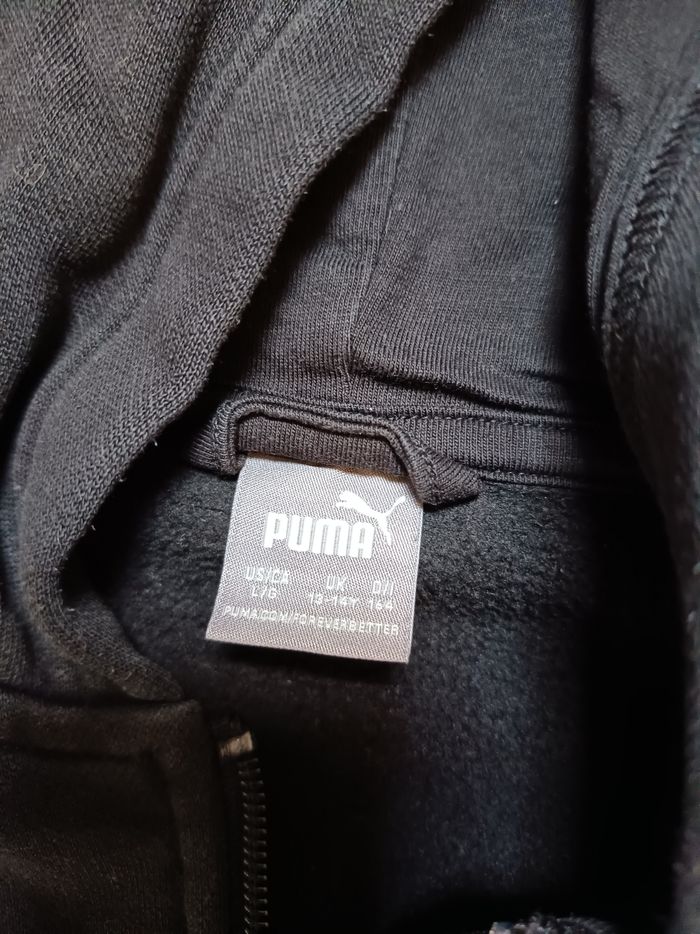 PUMA
US/CA UK D/I
L/G 13-14Y 164
PUMA.COM/FOREVERBETTER